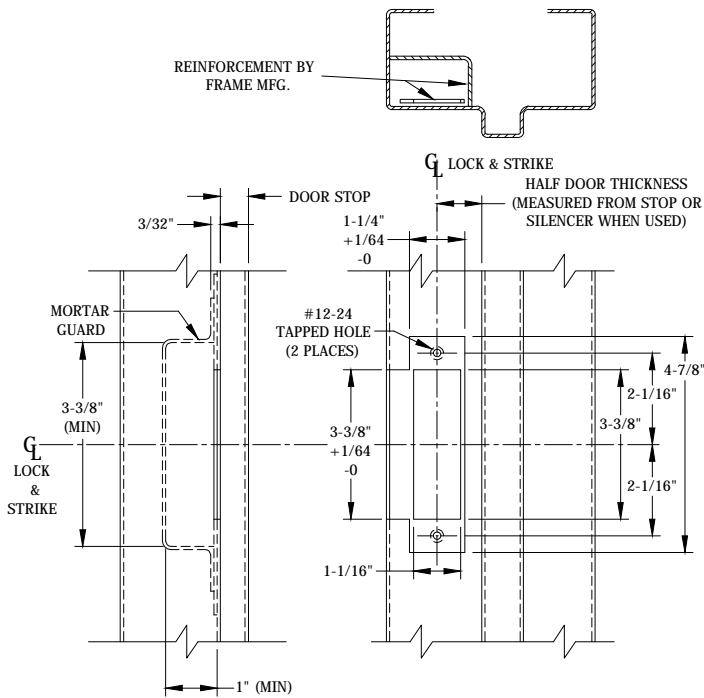 REINFORCEMENT BY
FRAME MFG.
CL LOCK & STRIKE
DOOR STOP
HALF DOOR THICKNESS
(MEASURED FROM STOP OR
SILENCER WHEN USED)
3/32"
1-1/4"
+1/64
-0
MORTAR
GUARD
#12-24
TAPPED HOLE
(2 PLACES)
4-7/8"
2-1/16"
3-3/8"
(MIN)
3-3/8"
+1/64
-0
3-3/8"
CL
LOCK
&
STRIKE
2-1/16"
1-1/16"
1" (MIN)